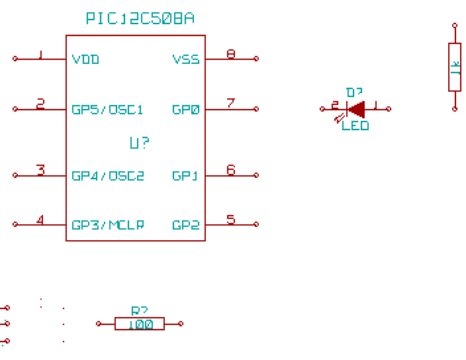 PIC12C508A
1 VDD VSS 8
2 GP5/OSC1 GP0 7
U?
3 GP4/OSC2 GP1 6
4 GP3/MCLR GP2 5
D?
2 1
LED
1k
R?
100